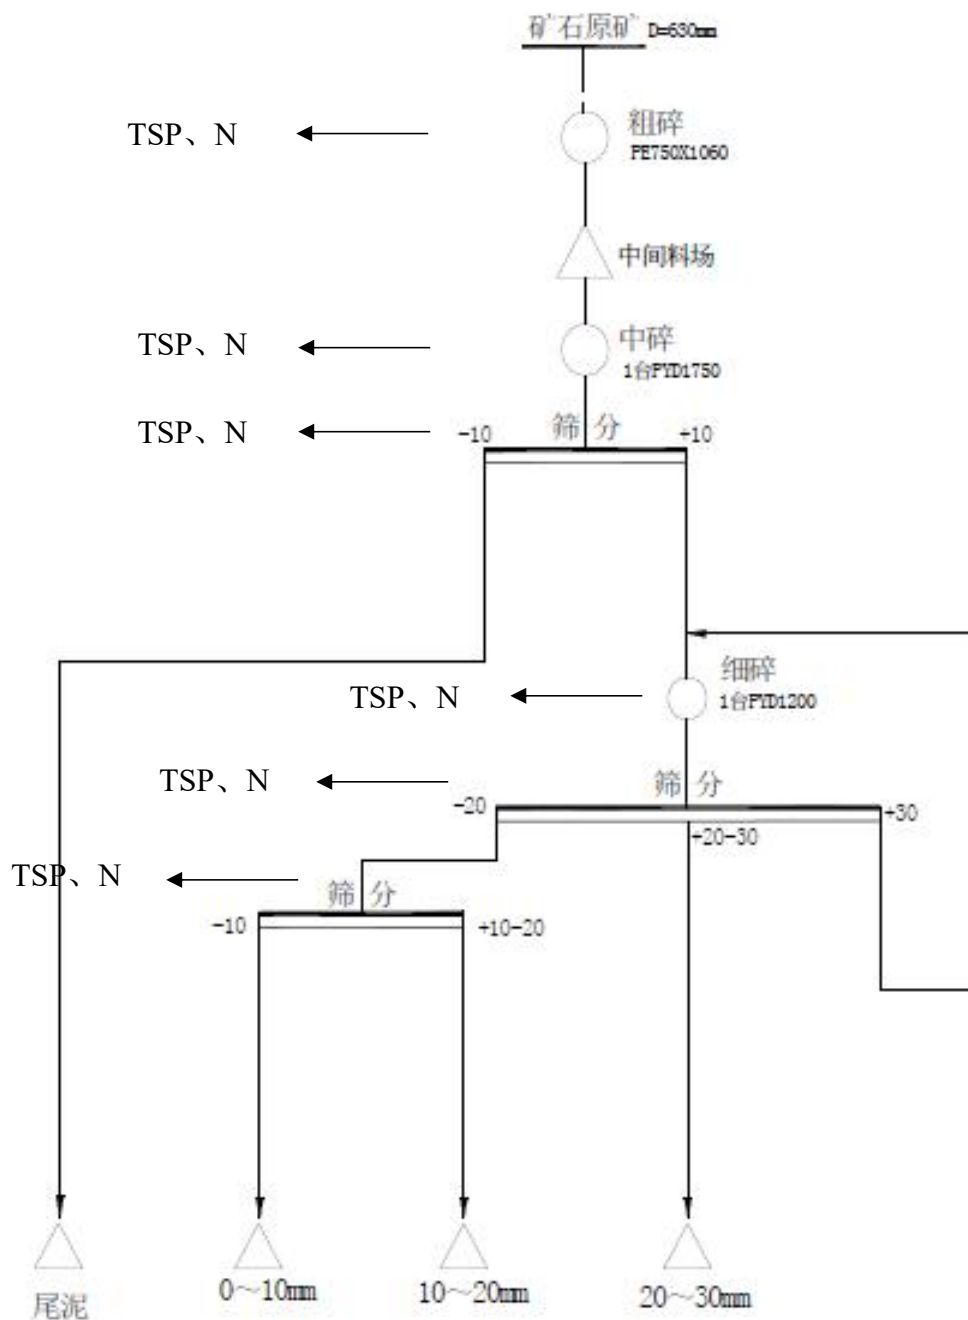 矿石原矿 D=630mm
TSP、N
粗碎
PE750X1060
中间料场
TSP、N
中碎
1台PYD1750
TSP、N
-10
筛分
+10
细碎
TSP、N
1台PYD1200
TSP、N
-20
筛分
+30
+20-30
TSP、N
筛分
-10
+10-20
尾泥
0～10mm
10～20mm
20～30mm